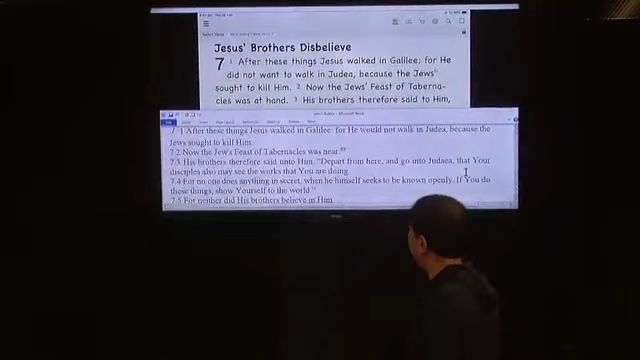 Jesus' Brothers Disbelieve
7 1 After these things Jesus walked in Galilee; for He
did not want to walk in Judea, because the Jews
sought to kill Him. 2 Now the Jews' Feast of Taberna-
cles was at hand. 3 His brothers therefore said to Him,
7 1 After these things Jesus walked in Galilee: for He would not walk in Judea, because the
Jews sought to kill Him.
7:2 Now the Jew's Feast of Tabernacles was near.
7:3 His brothers therefore said unto Him. "Depart from here, and go into Judaea, that Your
disciples also may see the works that You are doing.
7:4 For no one does anything in secret, when he himself seeks to be known openly. If You do
these things, show Yourself to the world."
7:5 For neither did His brothers believe in Him